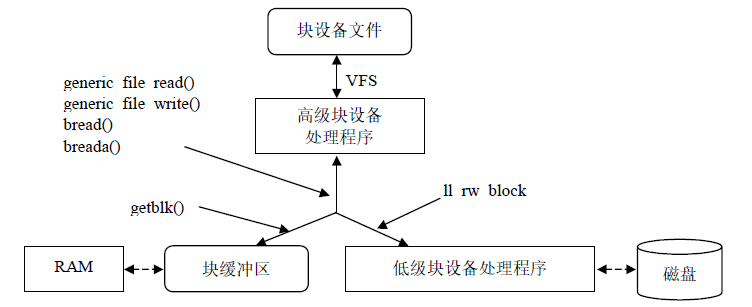 块设备文件
VFS
generic file read()
generic file write()
bread()
breada()
高级块设备
处理程序
getblk()
ll rw block
RAM
块缓冲区
低级块设备处理程序
磁盘